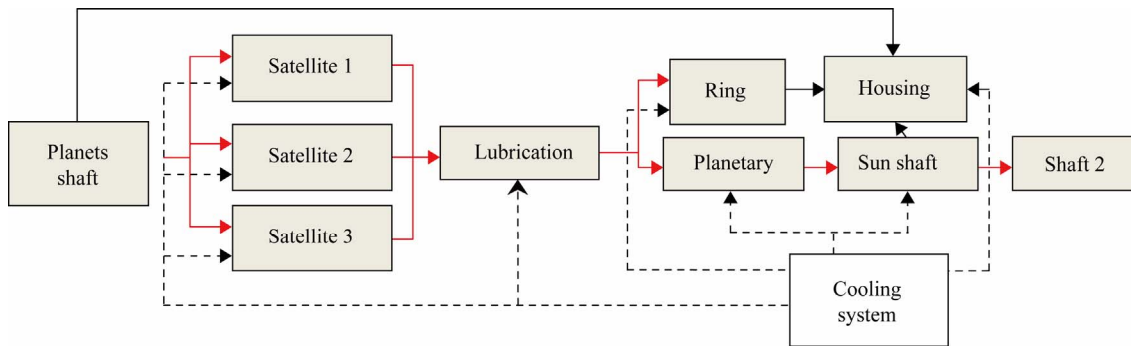 Planets
shaft
Satellite 1
Satellite 2
Satellite 3
Lubrication
Ring
Housing
Planetary
Sun shaft
Shaft 2
Cooling
system